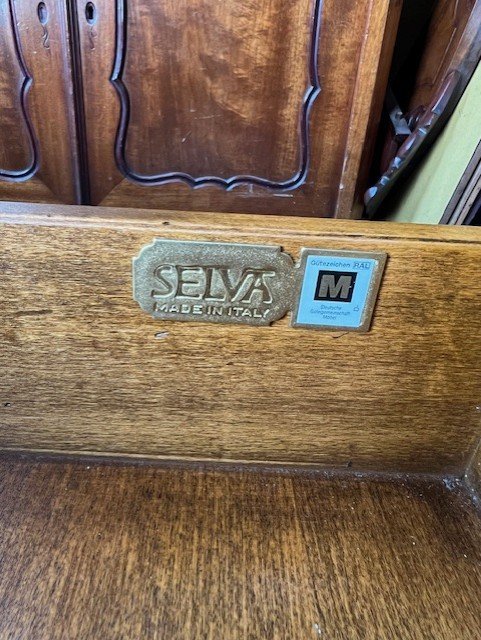 SELVA
MADE IN ITALY
Gütezeichen RAL
M
Deutsche
Gütegemeinschaft
Möbel